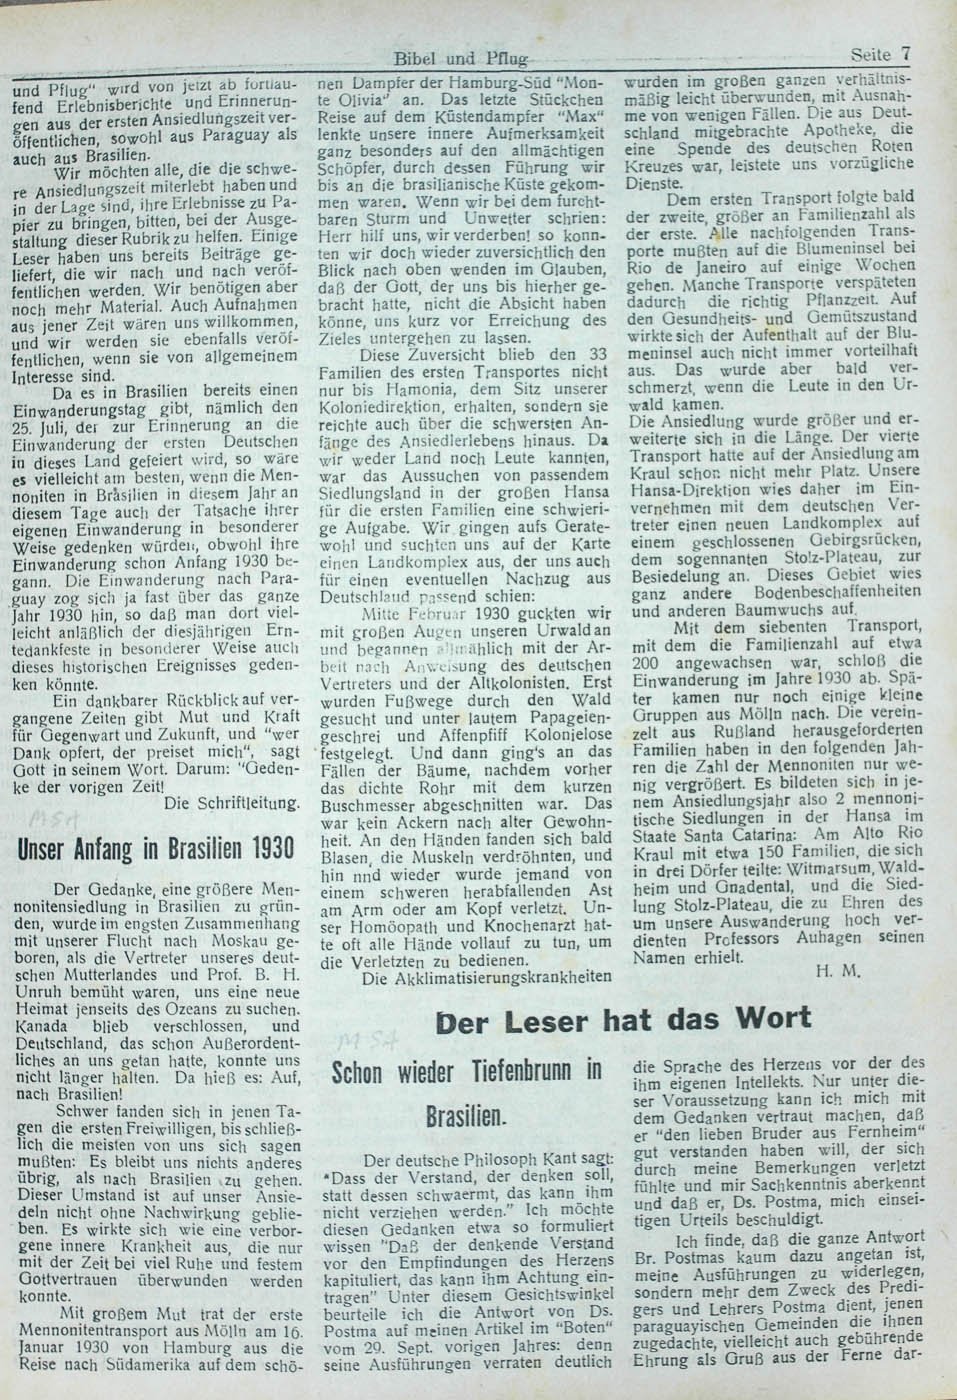 Bibel und Pflug
Seite 7
und Pflug" wird von jetzt ab fortlau-
fend Erlebnisberichte und Erinnerun-
gen aus der ersten Ansiedlungszeit ver-
öffentlichen, sowohl aus Paraguay als
auch aus Brasilien.
Wir möchten alle, die die schwe-
re Ansiedlungszeit miterlebt haben und
in der Lage sind, ihre Erlebnisse zu Pa-
pier zu bringen, bitten, bei der Ausge-
staltung dieser Rubrik zu helfen. Einige
Leser haben uns bereits Beiträge ge-
liefert, die wir nach und nach veröf-
fentlichen werden. Wir benötigen aber
noch mehr Material. Auch Aufnahmen
aus jener Zeit wären uns willkommen,
und wir werden sie ebenfalls veröf-
fentlichen, wenn sie von allgemeinem
Interesse sind.
Da es in Brasilien bereits einen
Einwanderungstag gibt, nämlich den
25. Juli, der zur Erinnerung an die
Einwanderung der ersten Deutschen
in dieses Land gefeiert wird, so wäre
es vielleicht am besten, wenn die Men-
noniten in Brasilien in diesem Jahr an
diesem Tage auch der Tatsache ihrer
eigenen Einwanderung in besonderer
Weise gedenken würden, obwohl ihre
Einwanderung schon Anfang 1930 be-
gann. Die Einwanderung nach Para-
guay zog sich ja fast über das ganze
Jahr 1930 hin, so daß man dort viel-
leicht anläßlich der diesjährigen Ern-
tedankfeste in besonderer Weise auch
dieses historischen Ereignisses geden-
ken könnte.
Ein dankbarer Rückblick auf ver-
gangene Zeiten gibt Mut und Kraft
für Gegenwart und Zukunft, und "wer
Dank opfert, der preiset mich", sagt
Gott in seinem Wort. Darum: "Geden-
ke der vorigen Zeit!
Die Schriftleitung.
MSA
Unser Anfang in Brasilien 1930
Der Gedanke, eine größere Men-
nonitensiedlung in Brasilien zu grün-
den, wurde im engsten Zusammenhang
mit unserer Flucht nach Moskau ge-
boren, als die Vertreter unseres deut-
schen Mutterlandes und Prof. B. H.
Unruh bemüht waren, uns eine neue
Heimat jenseits des Ozeans zu suchen.
Kanada blieb verschlossen, und
Deutschland, das schon Außerordent-
liches an uns getan hatte, konnte uns
nicht länger halten. Da hieß es: Auf,
nach Brasilien!
Schwer fanden sich in jenen Ta-
gen die ersten Freiwilligen, bis schließ-
lich die meisten von uns sich sagen
mußten: Es bleibt uns nichts anderes
übrig, als nach Brasilien zu gehen.
Dieser Umstand ist auf unser Ansie-
deln nicht ohne Nachwirkung geblie-
ben. Es wirkte sich wie eine verbor-
gene innere Krankheit aus, die nur
mit der Zeit bei viel Ruhe und festem
Gottvertrauen überwunden werden
konnte.
Mit großem Mut trat der erste
Mennonitentransport aus Mölln am 16.
Januar 1930 von Hamburg aus die
Reise nach Südamerika auf dem schö-
nen Dampfer der Hamburg-Süd "Mon-
te Olivia" an. Das letzte Stückchen
Reise auf dem Küstendampfer "Max"
lenkte unsere innere Aufmerksamkeit
ganz besonders auf den allmächtigen
Schöpfer, durch dessen Führung wir
bis an die brasilianische Küste gekom-
men waren. Wenn wir bei dem furcht-
baren Sturm und Unwetter schrien:
Herr hilf uns, wir verderben! so konn-
ten wir doch wieder zuversichtlich den
Blick nach oben wenden im Glauben,
daß der Gott, der uns bis hierher ge-
bracht hatte, nicht die Absicht haben
könne, uns kurz vor Erreichung des
Zieles untergehen zu lassen.
Diese Zuversicht blieb den 33
Familien des ersten Transportes nicht
nur bis Hamonia, dem Sitz unserer
Koloniedirektion, erhalten, sondern sie
reichte auch über die schwersten An-
fänge des Ansiedlerlebens hinaus. Da
wir weder Land noch Leute kannten,
war das Aussuchen von passendem
Siedlungsland in der großen Hansa
für die ersten Familien eine schwieri-
ge Aufgabe. Wir gingen aufs Gerate-
wohl und suchten uns auf der Karte
einen Landkomplex aus, der uns auch
für einen eventuellen Nachzug aus
Deutschland passend schien:
Mitte Februar 1930 guckten wir
mit großen Augen unseren Urwald an
und begannen allmählich mit der Ar-
beit nach Anweisung des deutschen
Vertreters und der Altkolonisten. Erst
wurden Fußwege durch den Wald
gesucht und unter lautem Papageien-
geschrei und Affenpfiff Kolonielose
festgelegt. Und dann ging's an das
Fällen der Bäume, nachdem vorher
das dichte Rohr mit dem kurzen
Buschmesser abgeschnitten war. Das
war kein Ackern nach alter Gewohn-
heit. An den Händen fanden sich bald
Blasen, die Muskeln verdröhnten, und
hin nnd wieder wurde jemand von
einem schweren herabfallenden Ast
am Arm oder am Kopf verletzt. Un-
ser Homöopath und Knochenarzt hat-
te oft alle Hände vollauf zu tun, um
die Verletzten zu bedienen.
Die Akklimatisierungskrankheiten
wurden im großen ganzen verhältnis-
mäßig leicht überwunden, mit Ausnah-
me von wenigen Fällen. Die aus Deut-
schland mitgebrachte Apotheke, die
eine Spende des deutschen Roten
Kreuzes war, leistete uns vorzügliche
Dienste.
Dem ersten Transport folgte bald
der zweite, größer an Familienzahl als
der erste. Alle nachfolgenden Trans-
porte mußten auf die Blumeninsel bei
Rio de Janeiro auf einige Wochen
gehen. Manche Transporte verspäteten
dadurch die richtig Pflanzzeit. Auf
den Gesundheits- und Gemützustand
wirkte sich der Aufenthalt auf der Blu-
meninsel auch nicht immer vorteilhaft
aus. Das wurde aber bald ver-
schmerzt, wenn die Leute in den Ur-
wald kamen.
Die Ansiedlung wurde größer und er-
weiterte sich in die Länge. Der vierte
Transport hatte auf der Ansiedlung am
Kraul schon nicht mehr Platz. Unsere
Hansa-Direktion wies daher im Ein-
vernehmen mit dem deutschen Ver-
treter einen neuen Landkomplex auf
einem geschlossenen Gebirgsrücken,
dem sogennanten Stolz-Plateau, zur
Besiedelung an. Dieses Gebiet wies
ganz andere Bodenbeschaffenheiten
und anderen Baumwuchs auf.
Mit dem siebenten Transport,
mit dem die Familienzahl auf etwa
200 angewachsen war, schloß die
Einwanderung im Jahre 1930 ab. Spä-
ter kamen nur noch einige kleine
Gruppen aus Mölln nach. Die verein-
zelt aus Rußland herausgeforderten
Familien haben in den folgenden Jah-
ren die Zahl der Mennoniten nur we-
nig vergrößert. Es bildeten sich in je-
nem Ansiedlungsjahr also 2 mennoni-
tische Siedlungen in der Hansa im
Staate Santa Catarina: Am Alto Rio
Kraul mit etwa 150 Familien, die sich
in drei Dörfer teilte: Witmarsum, Wald-
heim und Gnadental, und die Sied-
lung Stolz-Plateau, die zu Ehren des
um unsere Auswanderung hoch ver-
dienten Professors Auhagen seinen
Namen erhielt.
H. M.
Der Leser hat das Wort
MSA
Schon wieder Tiefenbrunn in
Brasilien.
Der deutsche Philosoph Kant sagt:
"Dass der Verstand, der denken soll,
statt dessen schwaermt, das kann ihm
nicht verziehen werden." Ich möchte
diesen Gedanken etwa so formuliert
wissen "Daß der denkende Verstand
vor den Empfindungen des Herzens
kapituliert, das kann ihm Achtung ein-
tragen" Unter diesem Gesichtswinkel
beurteile ich die Antwort von Ds.
Postma auf meinen Artikel im "Boten"
vom 29. Sept. vorigen Jahres: denn
seine Ausführungen verraten deutlich
die Sprache des Herzens vor der des
ihm eigenen Intellekts. Nur unter die-
ser Voraussetzung kann ich mich mit
dem Gedanken vertraut machen, daß
er "den lieben Bruder aus Fernheim"
gut verstanden haben will, der sich
durch meine Bemerkungen verletzt
fühlte und mir Sachkenntnis aberkennt
und daß er, Ds. Postma, mich einsei-
tigen Urteils beschuldigt.
Ich finde, daß die ganze Antwort
Br. Postmas kaum dazu angetan ist,
meine Ausführungen zu widerlegen,
sondern mehr dem Zweck des Predi-
gers und Lehrers Postma dient, jenen
paraguayischen Gemeinden die ihnen
zugedachte, vielleicht auch gebührende
Ehrung als Gruß aus der Ferne dar-